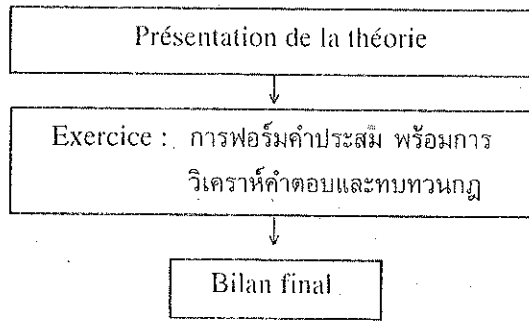 Présentation de la théorie
Exercice : การฟอร์มคำประสม พร้อมการ
วิเคราห์คำตอบและทบทวนกฎ
Bilan final